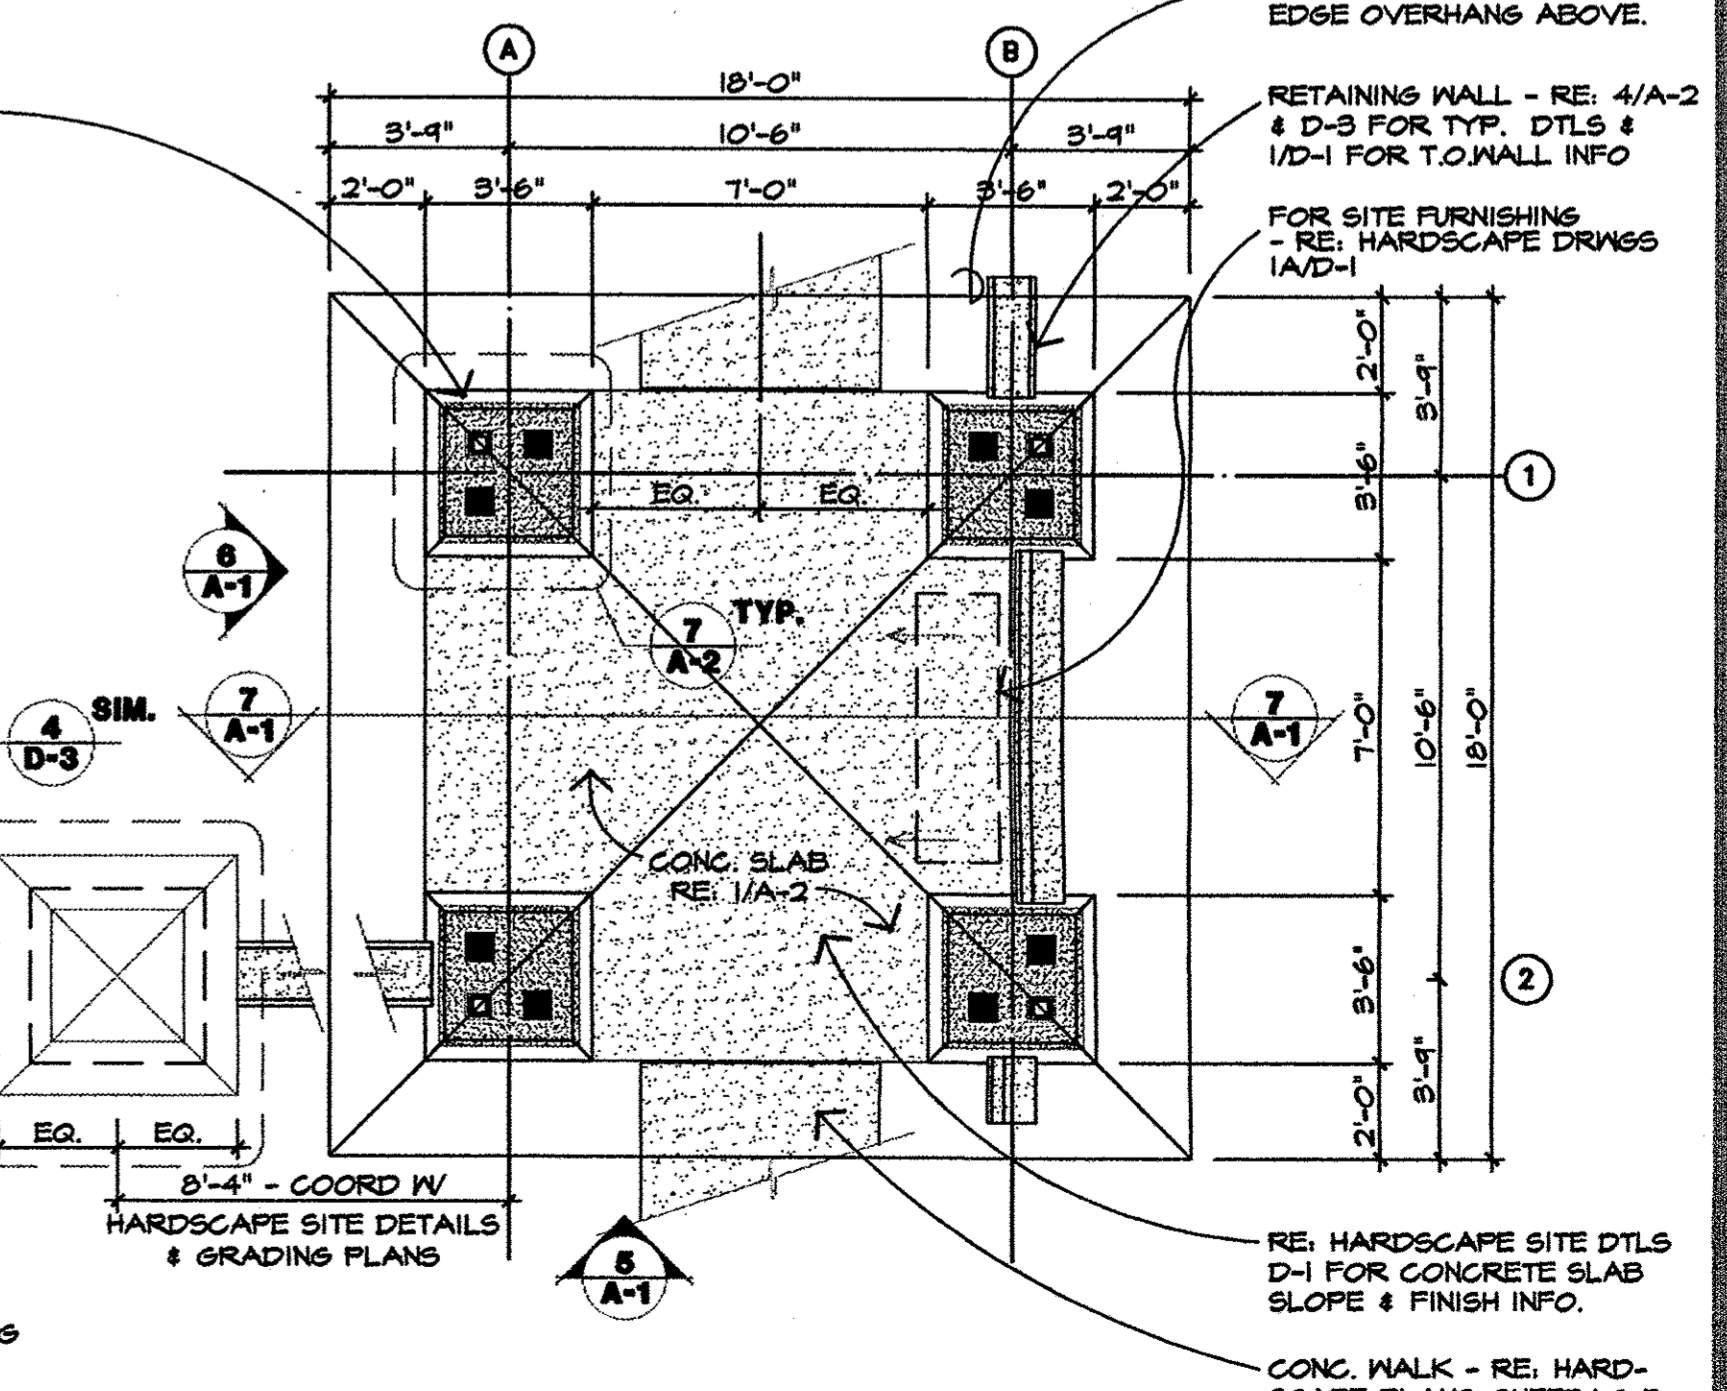 EDGE OVERHANG ABOVE.
A
B
18'-0"
3'-9"
10'-6"
3'-9"
2'-0"
3'-6"
7'-0"
3'-6"
2'-0"
RETAINING WALL - RE: 4/A-2
& D-3 FOR TYP. DTLS &
1/D-1 FOR T.O.WALL INFO
FOR SITE FURNISHING
- RE: HARDSCAPE DRWGS
1A/D-1
2'-0"
3'-9"
3'-6"
1
EQ.
EQ.
6
A-1
7
A-2
TYP.
4
D-3
SIM.
7
A-1
7
A-1
7'-0"
10'-6"
18'-0"
CONC. SLAB
RE: 1/A-2
3'-6"
2
3'-9"
2'-0"
EQ.
EQ.
8'-4" - COORD W/
HARDSCAPE SITE DETAILS
& GRADING PLANS
5
A-1
RE: HARDSCAPE SITE DTLS
D-1 FOR CONCRETE SLAB
SLOPE & FINISH INFO.
CONC. WALK - RE: HARD-